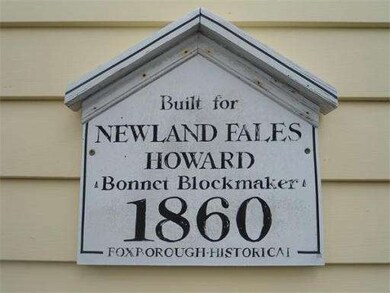 Built for
NEWLAND FALES
HOWARD
Bonnet Blockmaker
1860
FOXBOROUGH·HISTORICAL